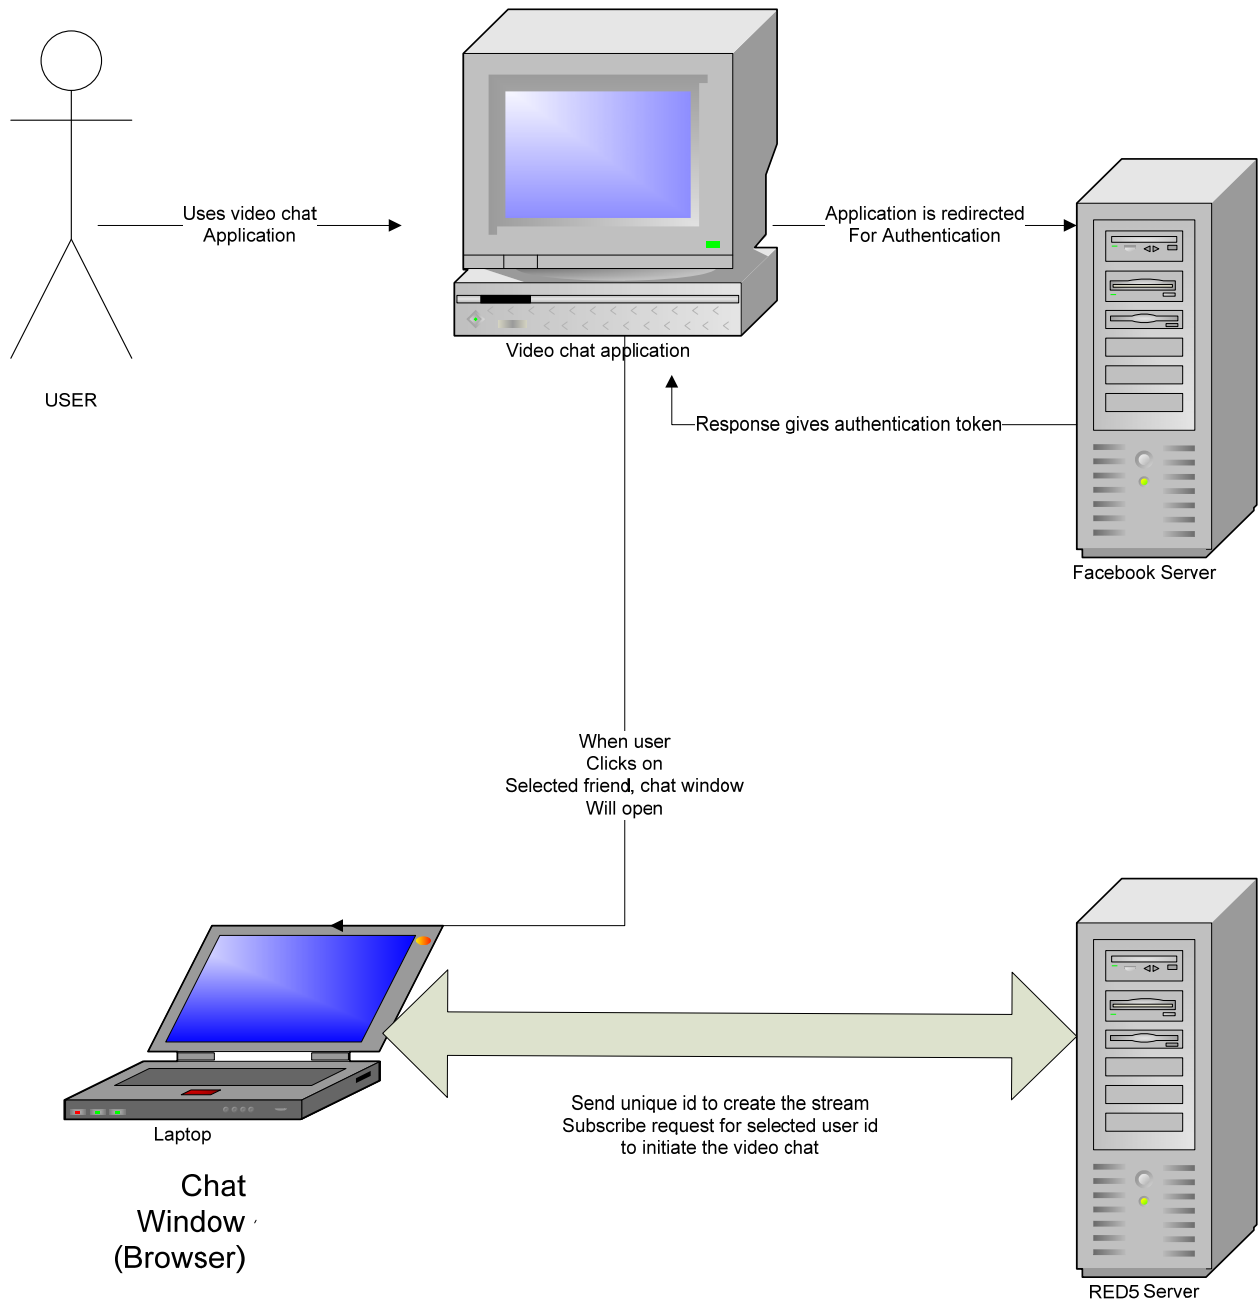 Uses video chat
Application
Application is redirected
For Authentication
Video chat application
USER
Response gives authentication token
Facebook Server
When user
Clicks on
Selected friend, chat window
Will open
Send unique id to create the stream
Subscribe request for selected user id
to initiate the video chat
Laptop
Chat
Window
(Browser)
RED5 Server